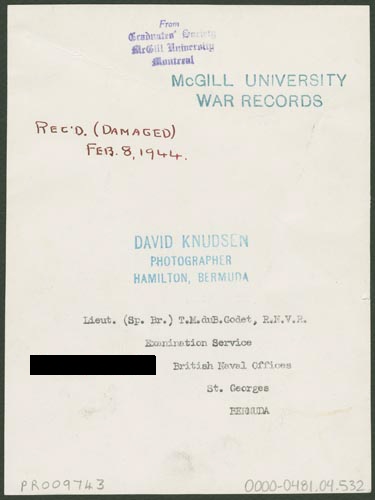 From
Graduates' Society
McGill University
Montreal
McGILL UNIVERSITY
WAR RECORDS
REC'D. (DAMAGED)
FEB. 8, 1944.
DAVID KNUDSEN
PHOTOGRAPHER
HAMILTON, BERMUDA
Lieut. (Sp. Br.) T.M.duB.Godet, R.N.V.R.
Examination Service
British Naval Offices
St. Georges
BERMUDA
PR009743
0000-0481.04.532